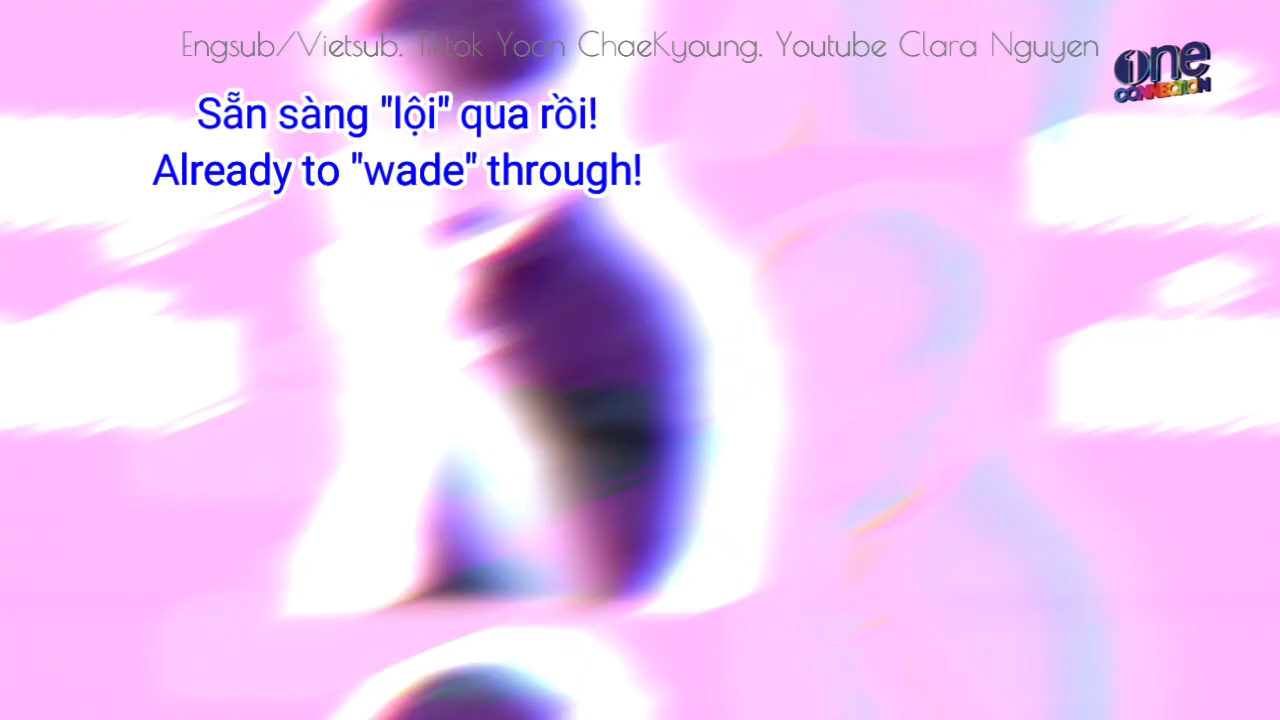 Engsub/Vietsub. Tiktok Yoon ChaeKyoung. Youtube Clara Nguyen
one
CONNECTION
Sẵn sàng "lội" qua rồi!
Already to "wade" through!